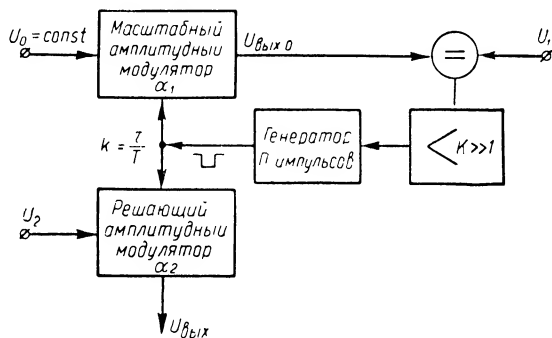 U₀ = const
Масштабный
амплитудный
модулятор
α₁
U вых 0
=
U₁
k = τ/T
Генератор
П импульсов
K>>1
U₂
Решающий
амплитудный
модулятор
α₂
U вых